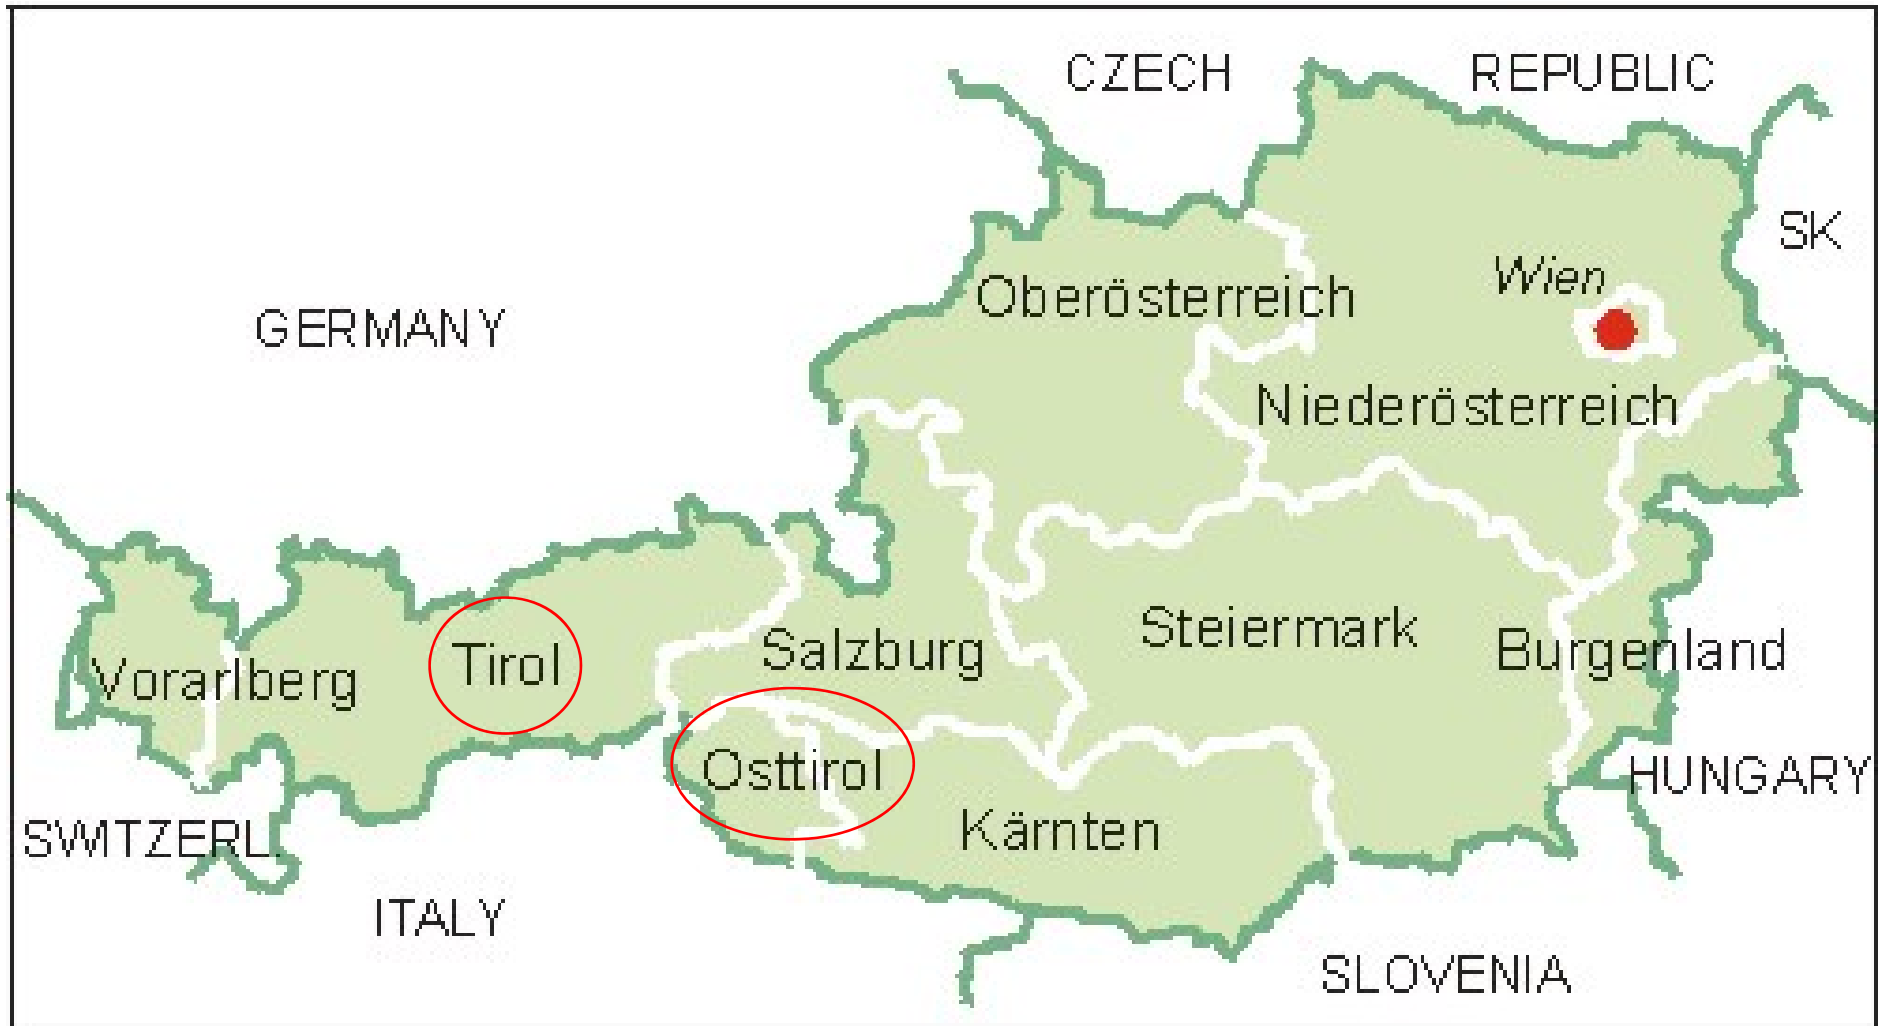 CZECH REPUBLIC
SK
Wien
Oberösterreich
GERMANY
Niederösterreich
Steiermark
Salzburg
Burgenland
Tirol
Vorarlberg
Osttirol
HUNGARY
Kärnten
SWITZERL.
ITALY
SLOVENIA